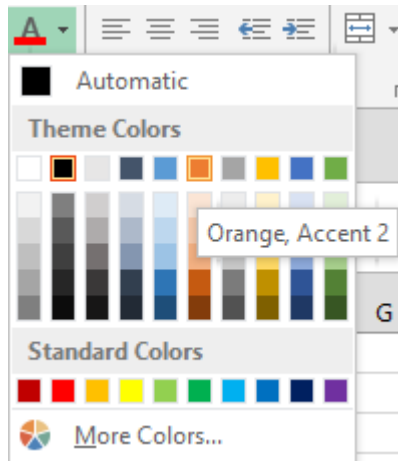 A
Automatic
Theme Colors
Orange, Accent 2
G
Standard Colors
More Colors...